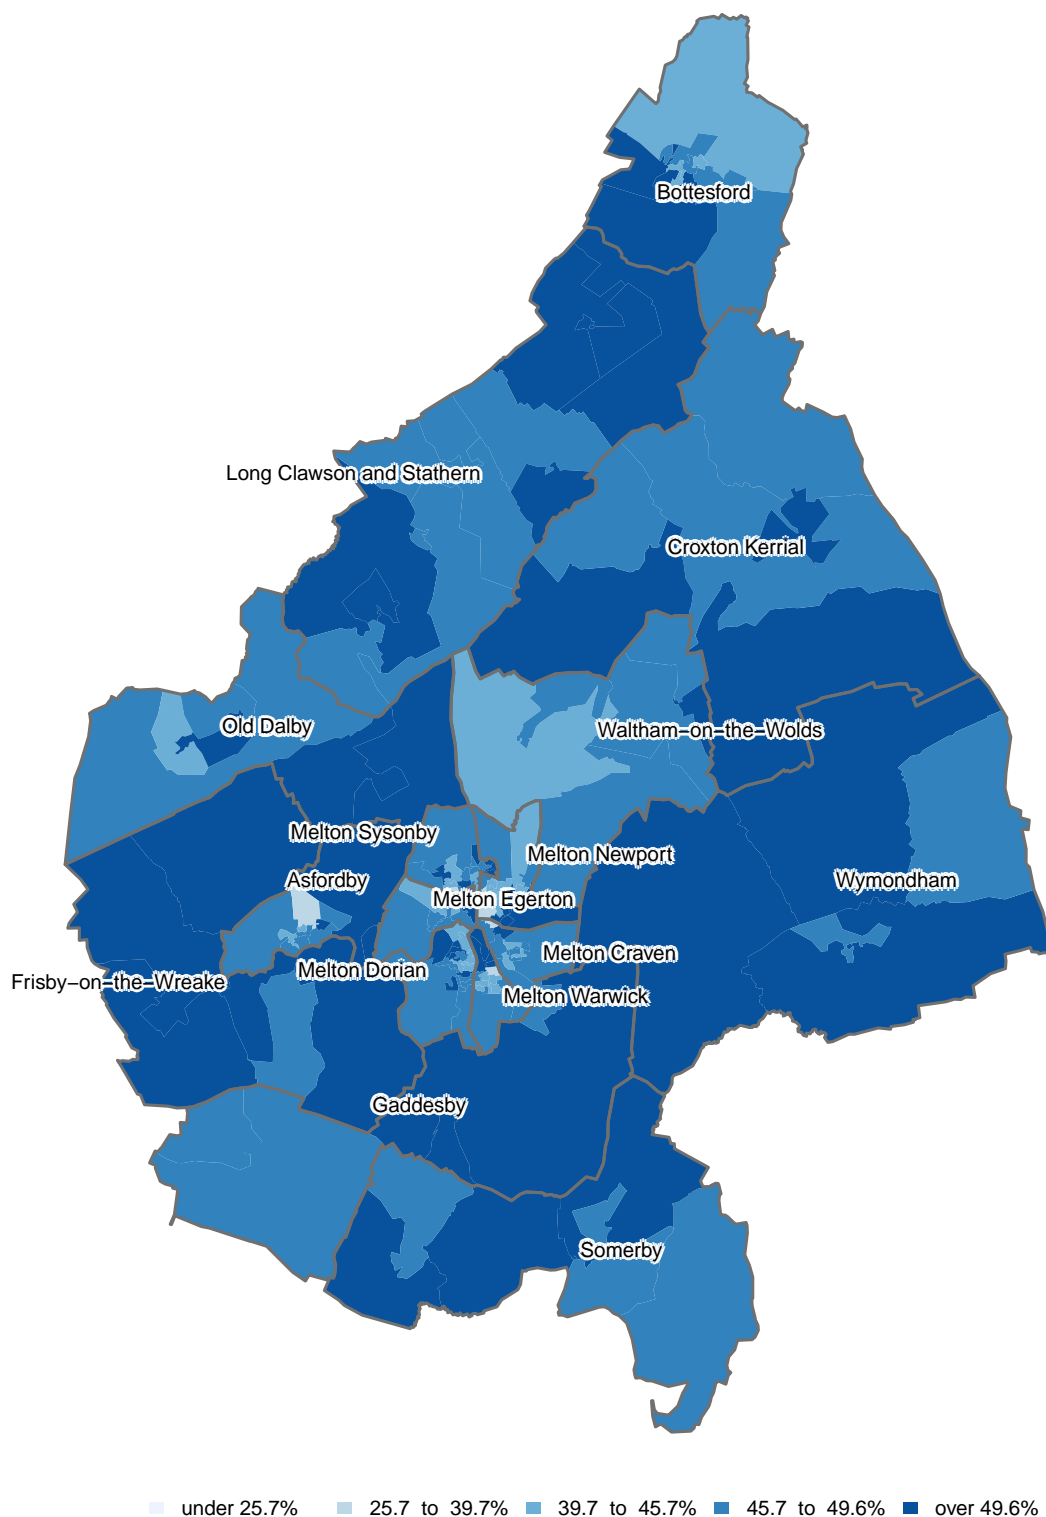 Bottesford
Long Clawson and Stathern
Croxton Kerrial
Old Dalby
Waltham–on–the–Wolds
Melton Sysonby
Melton Newport
Asfordby
Wymondham
Melton Egerton
Melton Craven
Melton Dorian
Frisby–on–the–Wreake
Melton Warwick
Gaddesby
Somerby
under 25.7% 25.7 to 39.7% 39.7 to 45.7% 45.7 to 49.6% over 49.6%